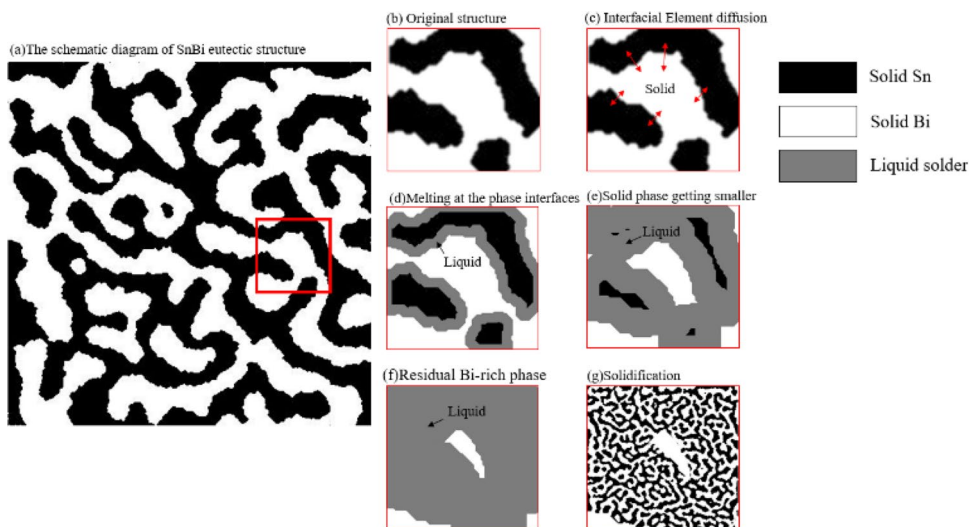 (a)The schematic diagram of SnBi eutectic structure
(b) Original structure
(c) Interfacial Element diffusion
Solid
Solid Sn
Solid Bi
Liquid solder
(d)Melting at the phase interfaces
Liquid
(e)Solid phase getting smaller
Liquid
(f)Residual Bi-rich phase
Liquid
(g)Solidification